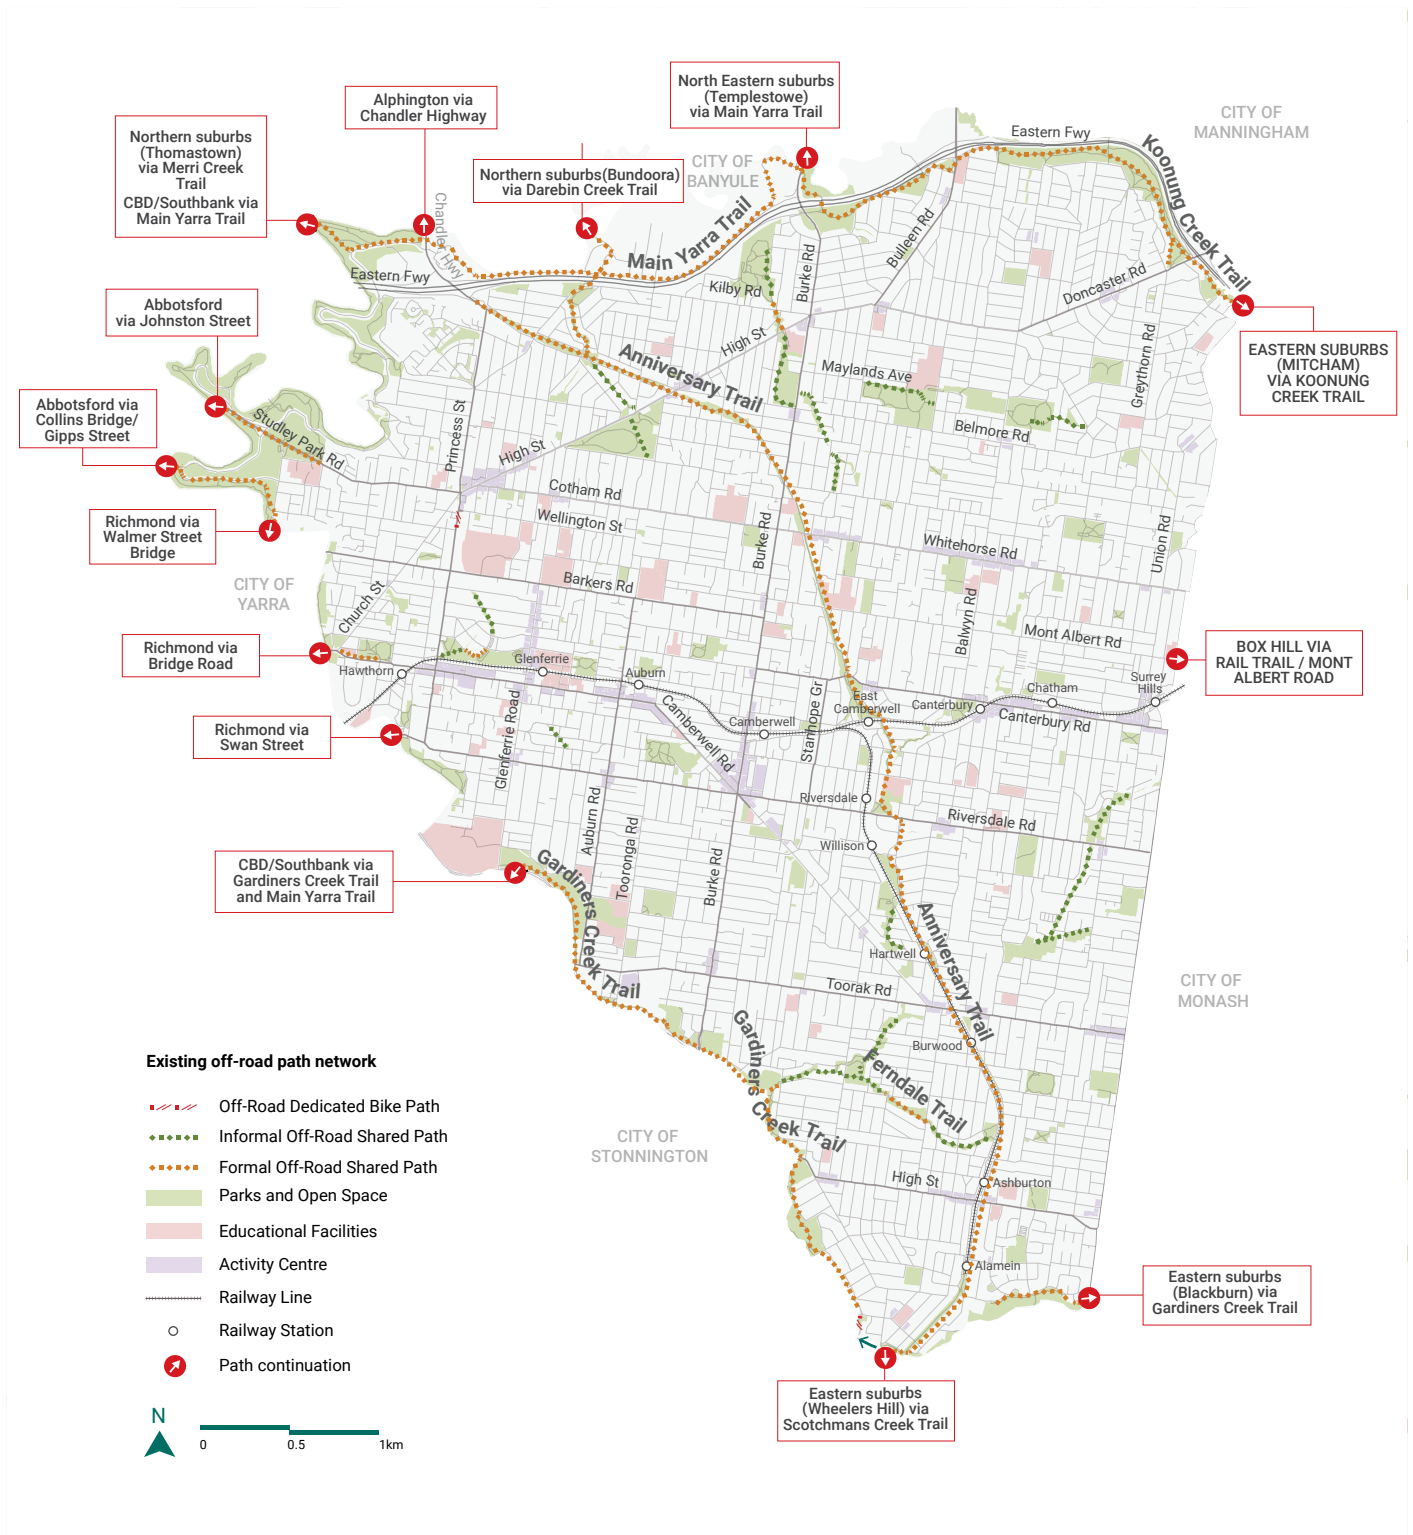 North Eastern suburbs
(Templestowe)
via Main Yarra Trail
Alphington via
Chandler Highway
Northern suburbs
(Thomastown)
via Merri Creek
Trail
CBD/Southbank via
Main Yarra Trail
Northern suburbs(Bundoora)
via Darebin Creek Trail
CITY OF
BANYULE
CITY OF
MANNINGHAM
Eastern Fwy
Koonung Creek Trail
Chandler Hwy
Main Yarra Trail
Eastern Fwy
Bulleen Rd
Burke Rd
Kilby Rd
Doncaster Rd
Abbotsford
via Johnston Street
High St
Anniversary Trail
Maylands Ave
Greythorn Rd
EASTERN SUBURBS
(MITCHAM)
VIA KOONUNG
CREEK TRAIL
Abbotsford via
Collins Bridge/
Gipps Street
Studley Park Rd
Princess St
High St
Belmore Rd
Cotham Rd
Wellington St
Burke Rd
Whitehorse Rd
Union Rd
Richmond via
Walmer Street
Bridge
CITY OF
YARRA
Church St
Barkers Rd
Balwyn Rd
Mont Albert Rd
Richmond via
Bridge Road
BOX HILL VIA
RAIL TRAIL / MONT
ALBERT ROAD
Hawthorn
Glenferrie
Auburn
Camberwell
East
Camberwell
Canterbury
Chatham
Surrey
Hills
Canterbury Rd
Stanhope Gr
Camberwell Rd
Glenferrie Road
Richmond via
Swan Street
Riversdale
Riversdale Rd
Willison
Auburn Rd
Tooronga Rd
Burke Rd
CBD/Southbank via
Gardiners Creek Trail
and Main Yarra Trail
Gardiners Creek Trail
Hartwell
Anniversary Trail
Toorak Rd
CITY OF
MONASH
Gardiners Creek Trail
Burwood
Ferndale Trail
CITY OF
STONNINGTON
High St
Ashburton
Alamein
Eastern suburbs
(Blackburn) via
Gardiners Creek Trail
Eastern suburbs
(Wheelers Hill) via
Scotchmans Creek Trail
Existing off-road path network
Off-Road Dedicated Bike Path
Informal Off-Road Shared Path
Formal Off-Road Shared Path
Parks and Open Space
Educational Facilities
Activity Centre
Railway Line
Railway Station
Path continuation
N
0 0.5 1km